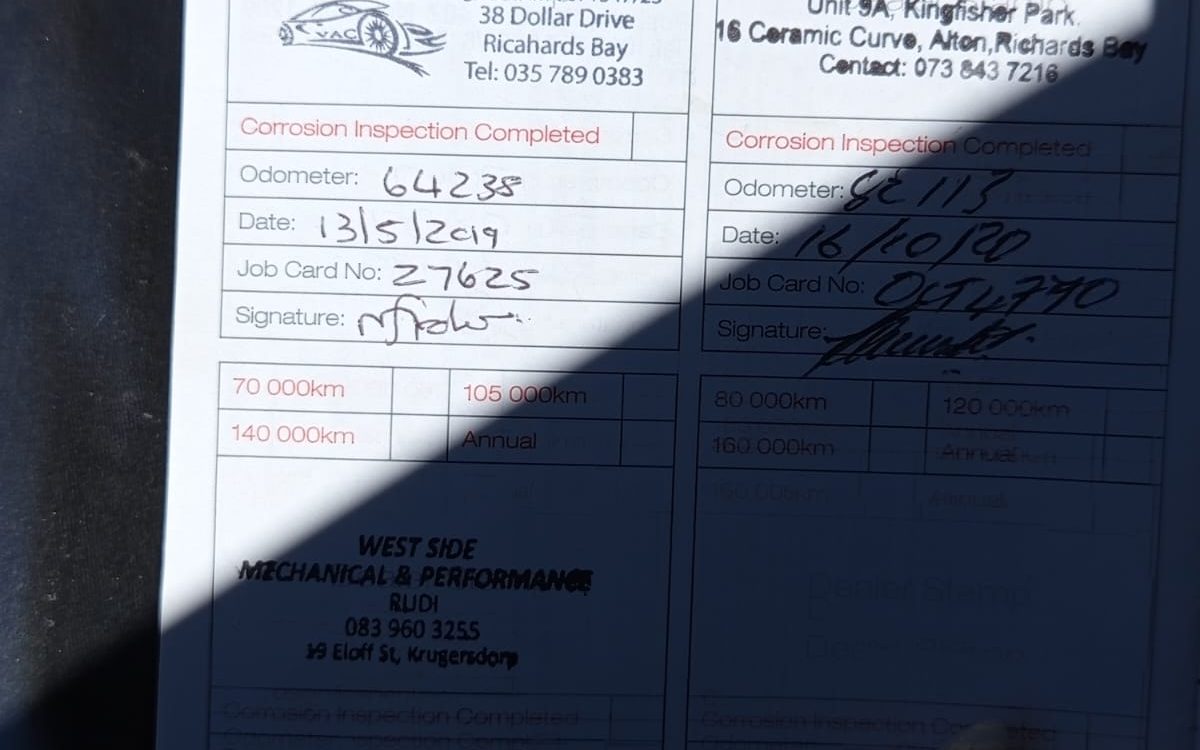 VAC
38 Dollar Drive
Ricahards Bay
Tel: 035 789 0383
Unit 9A, Kingfisher Park.
16 Ceramic Curve, Alton, Richards Bay
Contact: 073 843 7216
Corrosion Inspection Completed
Odometer: 64238
Date: 13/5/2019
Job Card No: 27625
Signature:
Corrosion Inspection Completed
Odometer:
Date: 16/10/20
Job Card No: OCT4770
Signature:
70 000km
105 000km
140 000km
Annual
80 000km
120 000km
160 000km
Annual
WEST SIDE
MECHANICAL & PERFORMANCE
RUDI
083 960 3255
19 Eloff St, Krugersdorp
Dealer Stamp
Corrosion Inspection Completed
Corrosion Inspection Completed